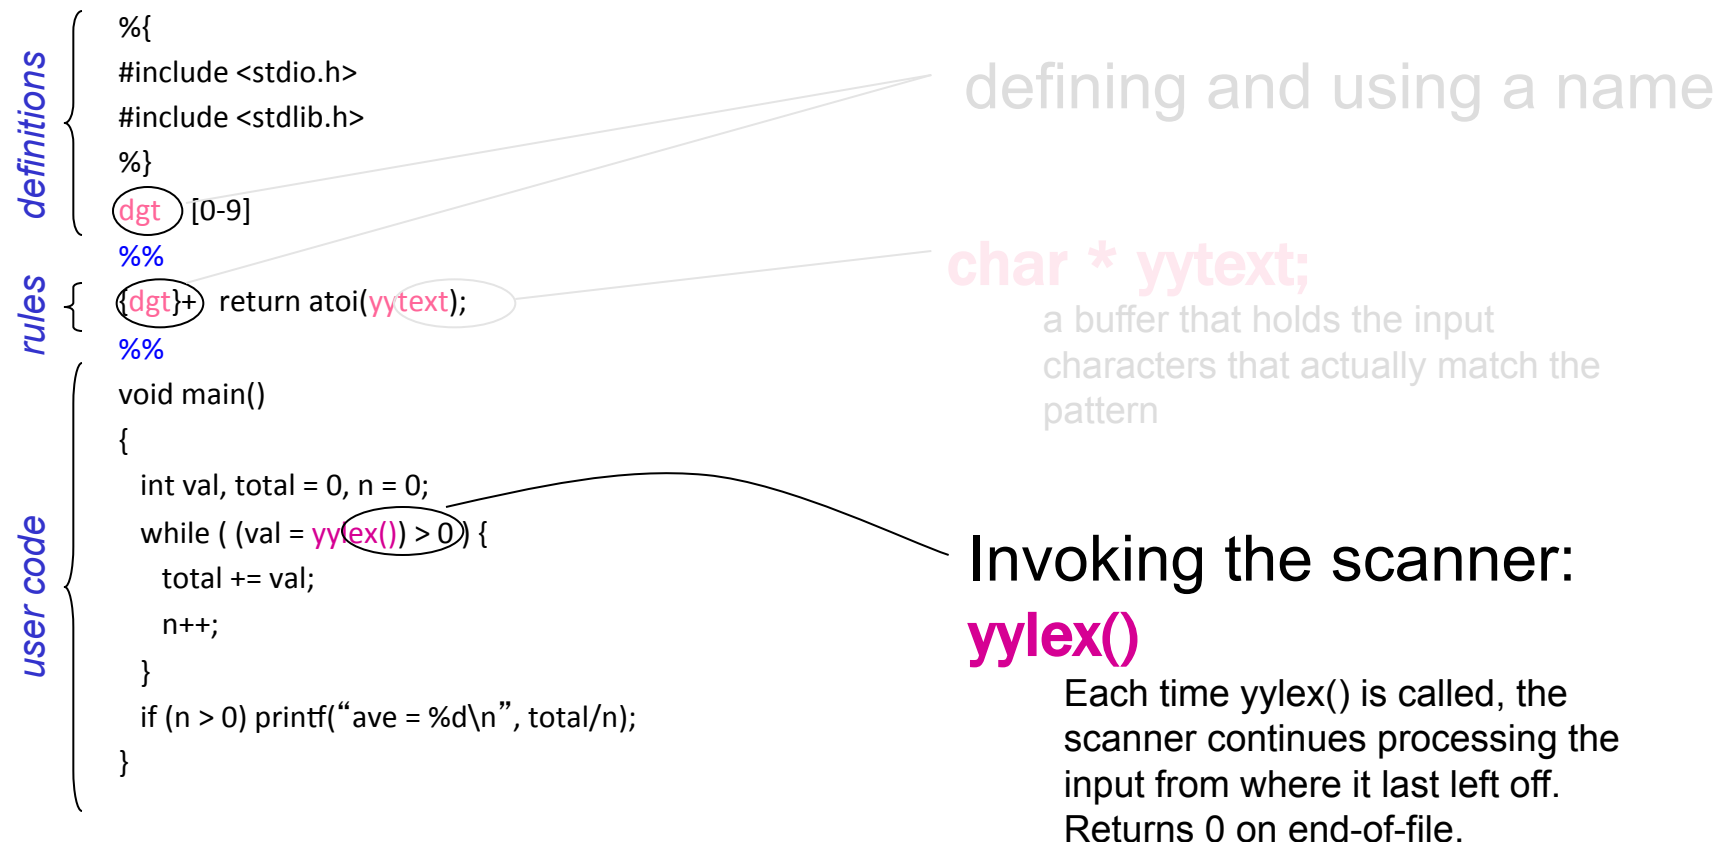 definitions
%{
#include <stdio.h>
#include <stdlib.h>
%}
dgt [0-9]
%%
rules
{dgt}+ return atoi(yytext);
%%
user code
void main()
{
int val, total = 0, n = 0;
while ( (val = yylex()) > 0 ) {
total += val;
n++;
}
if (n > 0) printf(“ave = %d\n”, total/n);
}
defining and using a name
char * yytext;
a buffer that holds the input
characters that actually match the
pattern
Invoking the scanner:
yylex()
Each time yylex() is called, the
scanner continues processing the
input from where it last left off.
Returns 0 on end-of-file.